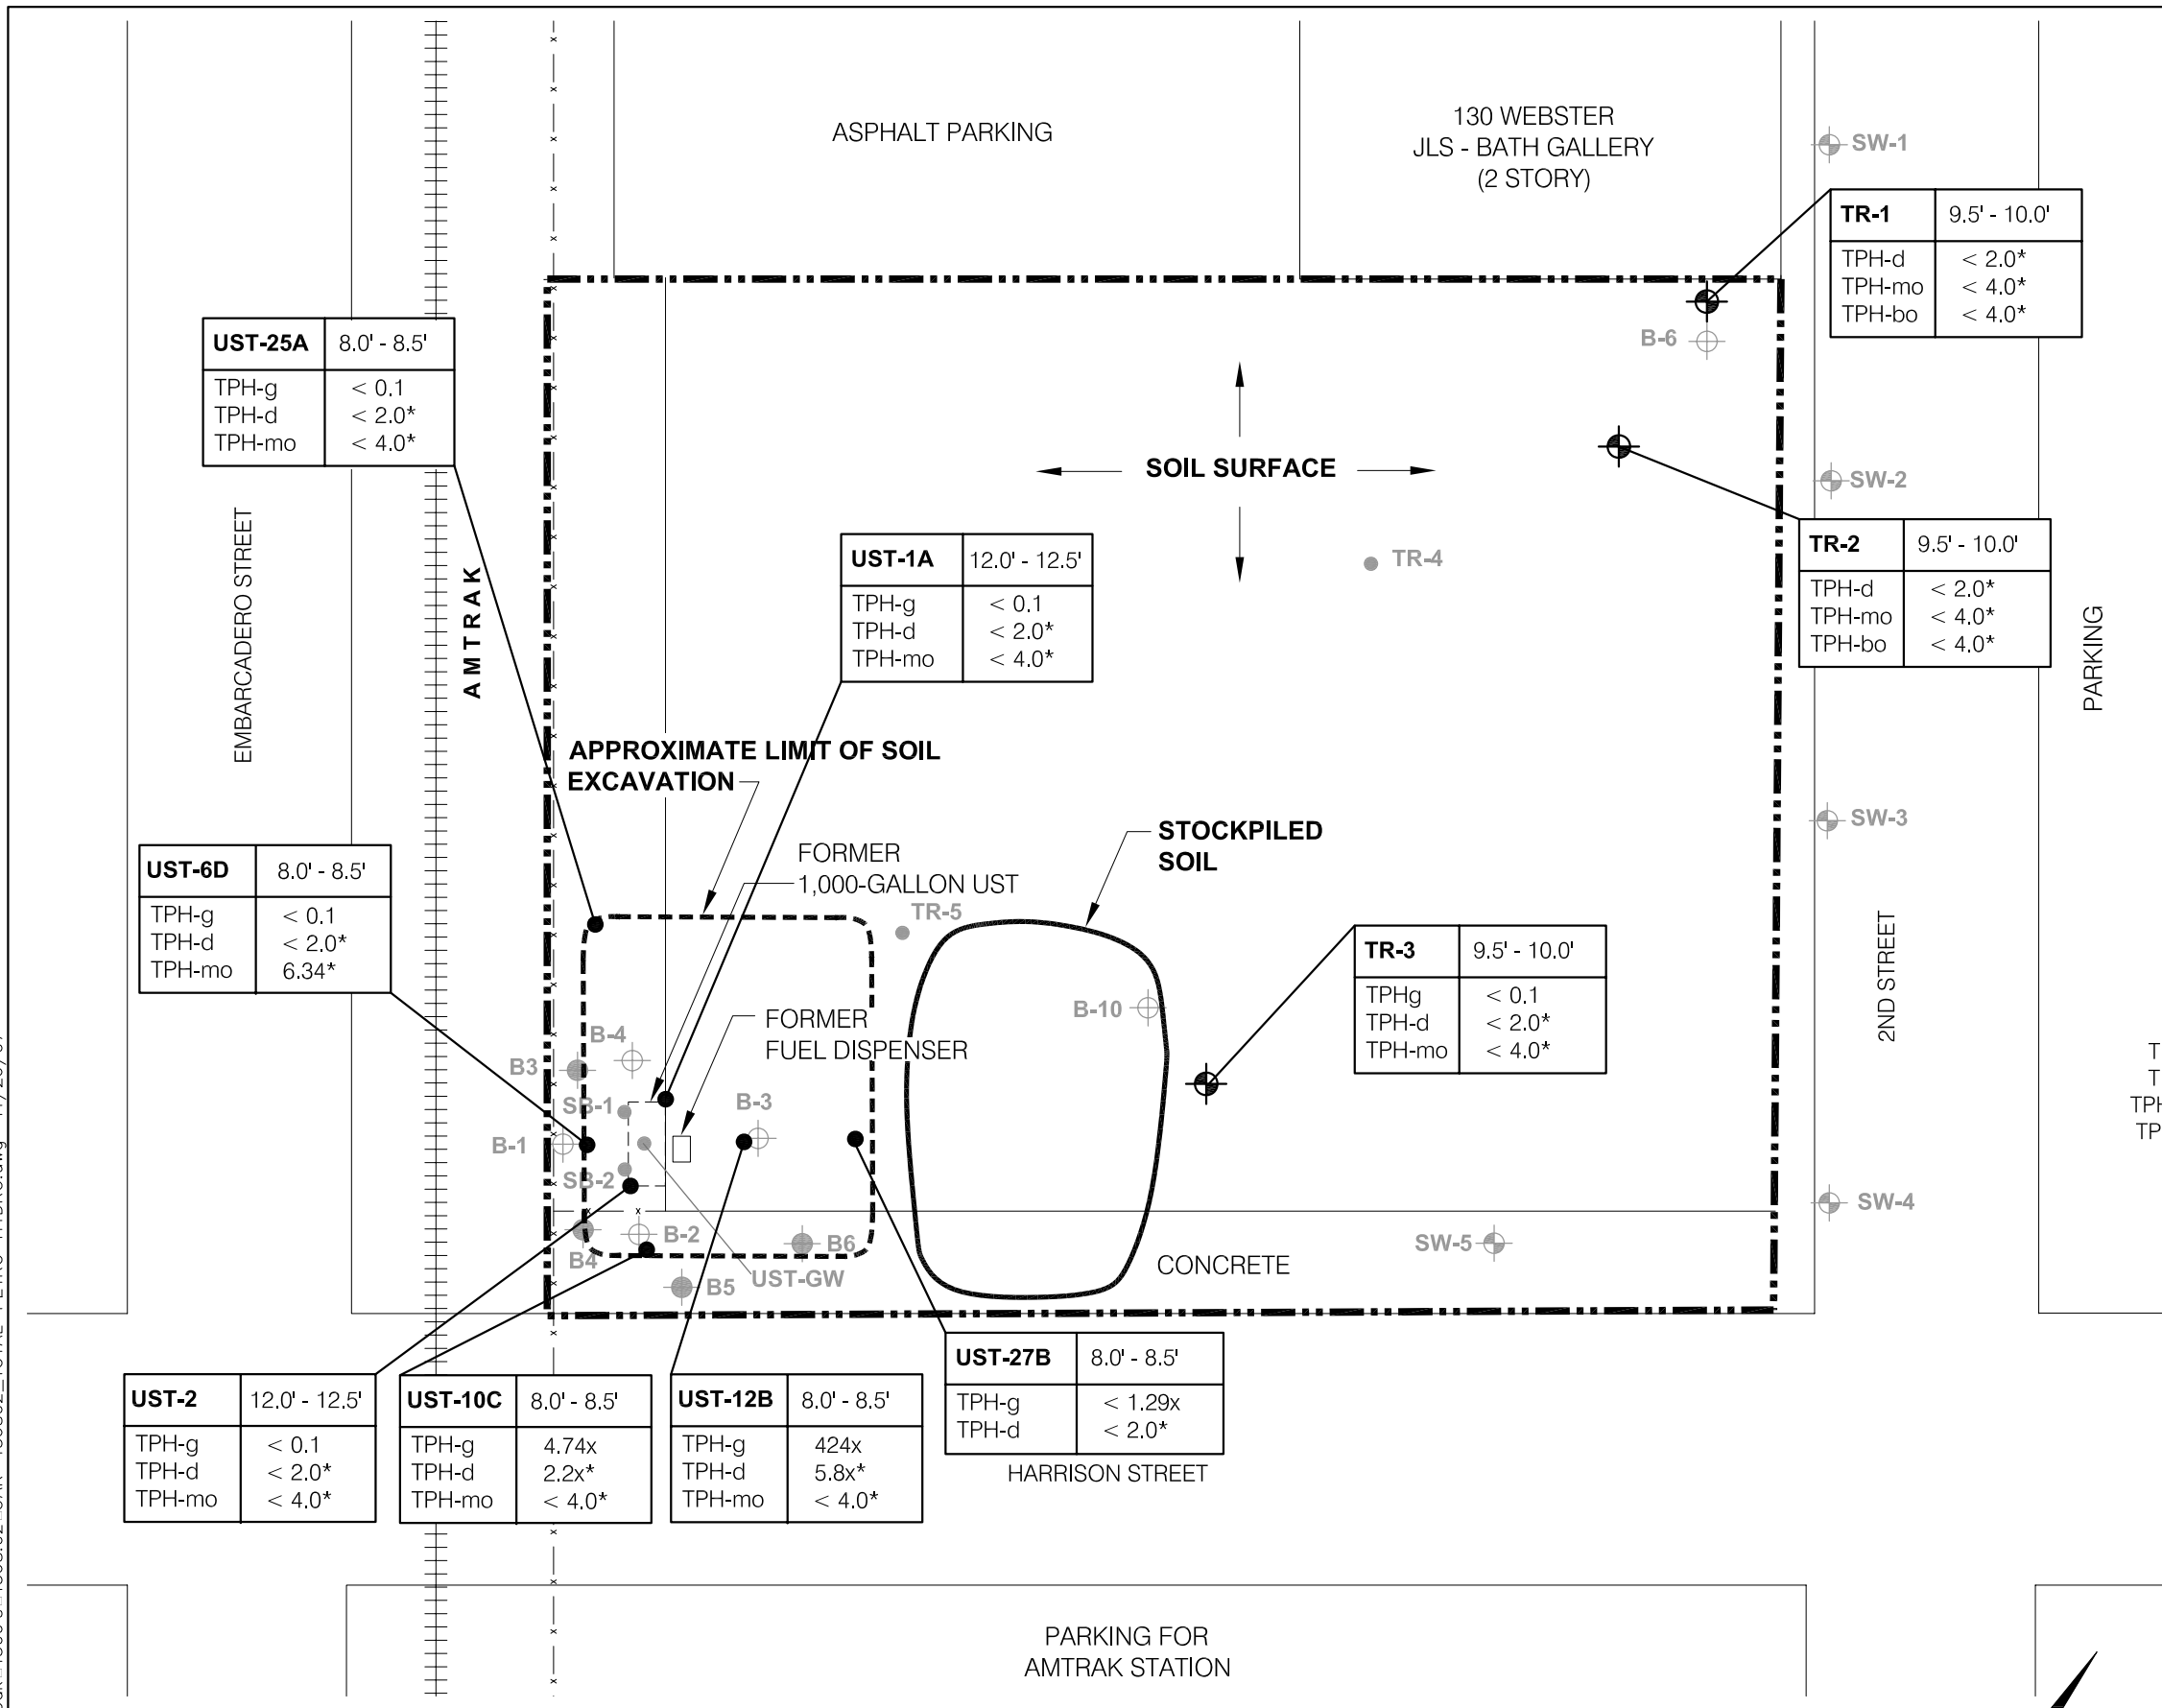 ASPHALT PARKING
130 WEBSTER
JLS - BATH GALLERY
(2 STORY)
SW-1
TR-1 9.5' - 10.0'
TPH-d < 2.0*
TPH-mo < 4.0*
TPH-bo < 4.0*
B-6
UST-25A 8.0' - 8.5'
TPH-g < 0.1
TPH-d < 2.0*
TPH-mo < 4.0*
SOIL SURFACE
SW-2
EMBARCADERO STREET
AMTRAK
UST-1A 12.0' - 12.5'
TPH-g < 0.1
TPH-d < 2.0*
TPH-mo < 4.0*
TR-4
TR-2 9.5' - 10.0'
TPH-d < 2.0*
TPH-mo < 4.0*
TPH-bo < 4.0*
PARKING
APPROXIMATE LIMIT OF SOIL
EXCAVATION
STOCKPILED
SOIL
SW-3
FORMER
1,000-GALLON UST
UST-6D 8.0' - 8.5'
TPH-g < 0.1
TPH-d < 2.0*
TPH-mo 6.34*
TR-5
2ND STREET
TR-3 9.5' - 10.0'
TPHg < 0.1
TPH-d < 2.0*
TPH-mo < 4.0*
B-10
FORMER
FUEL DISPENSER
B-4
B3
SB-1
B-3
B-1
SB-2
T
T
TPH
TP
SW-4
B-2
B4
B6
SW-5
UST-GW
B5
CONCRETE
UST-2 12.0' - 12.5'
TPH-g < 0.1
TPH-d < 2.0*
TPH-mo < 4.0*
UST-10C 8.0' - 8.5'
TPH-g 4.74x
TPH-d 2.2x*
TPH-mo < 4.0*
UST-12B 8.0' - 8.5'
TPH-g 424x
TPH-d 5.8x*
TPH-mo < 4.0*
UST-27B 8.0' - 8.5'
TPH-g < 1.29x
TPH-d < 2.0*
HARRISON STREET
PARKING FOR
AMTRAK STATION